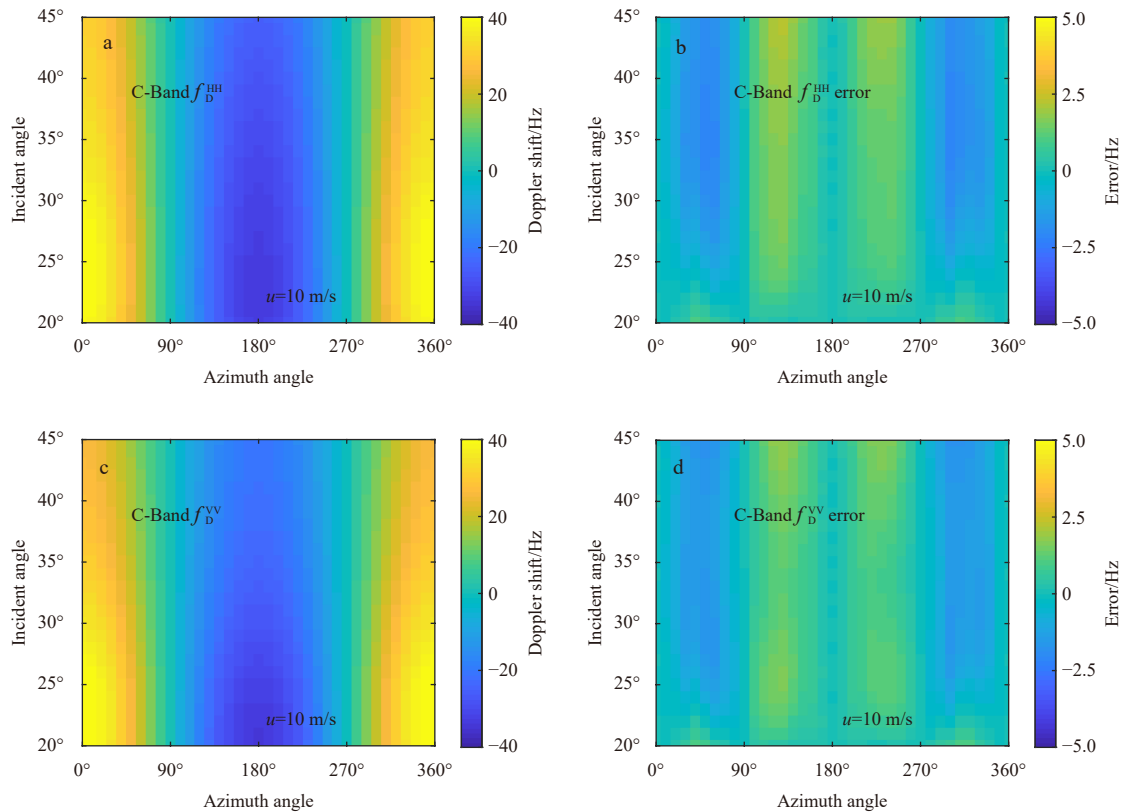 45°
40°
35°
30°
25°
20°
Incident angle
a
C-Band f_D^HH
u=10 m/s
0°
90°
180°
270°
360°
Azimuth angle
40
20
0
−20
−40
Doppler shift/Hz
45°
40°
35°
30°
25°
20°
Incident angle
b
C-Band f_D^HH error
u=10 m/s
0°
90°
180°
270°
360°
Azimuth angle
5.0
2.5
0
−2.5
−5.0
Error/Hz
45°
40°
35°
30°
25°
20°
Incident angle
c
C-Band f_D^VV
u=10 m/s
0°
90°
180°
270°
360°
Azimuth angle
40
20
0
−20
−40
Doppler shift/Hz
45°
40°
35°
30°
25°
20°
Incident angle
d
C-Band f_D^VV error
u=10 m/s
0°
90°
180°
270°
360°
Azimuth angle
5.0
2.5
0
−2.5
−5.0
Error/Hz